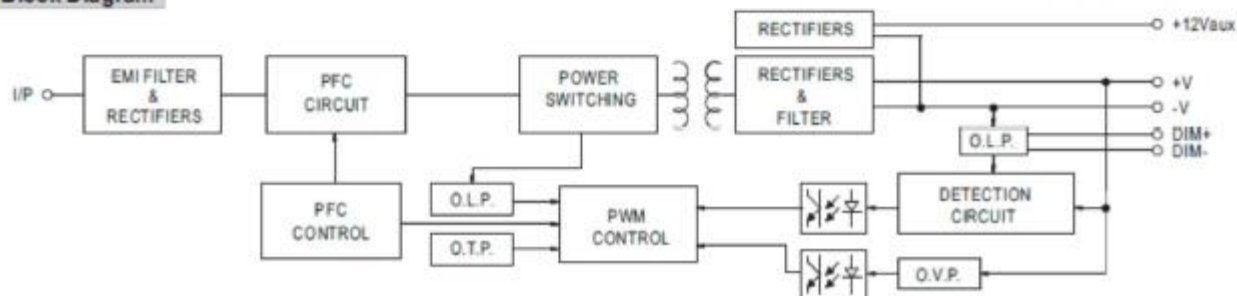 Block Diagram
RECTIFIERS
+12Vaux
I/P
EMI FILTER
&
RECTIFIERS
PFC
CIRCUIT
POWER
SWITCHING
RECTIFIERS
&
FILTER
+V
-V
O.L.P.
DIM+
DIM-
PFC
CONTROL
O.L.P.
O.T.P.
PWM
CONTROL
DETECTION
CIRCUIT
O.V.P.